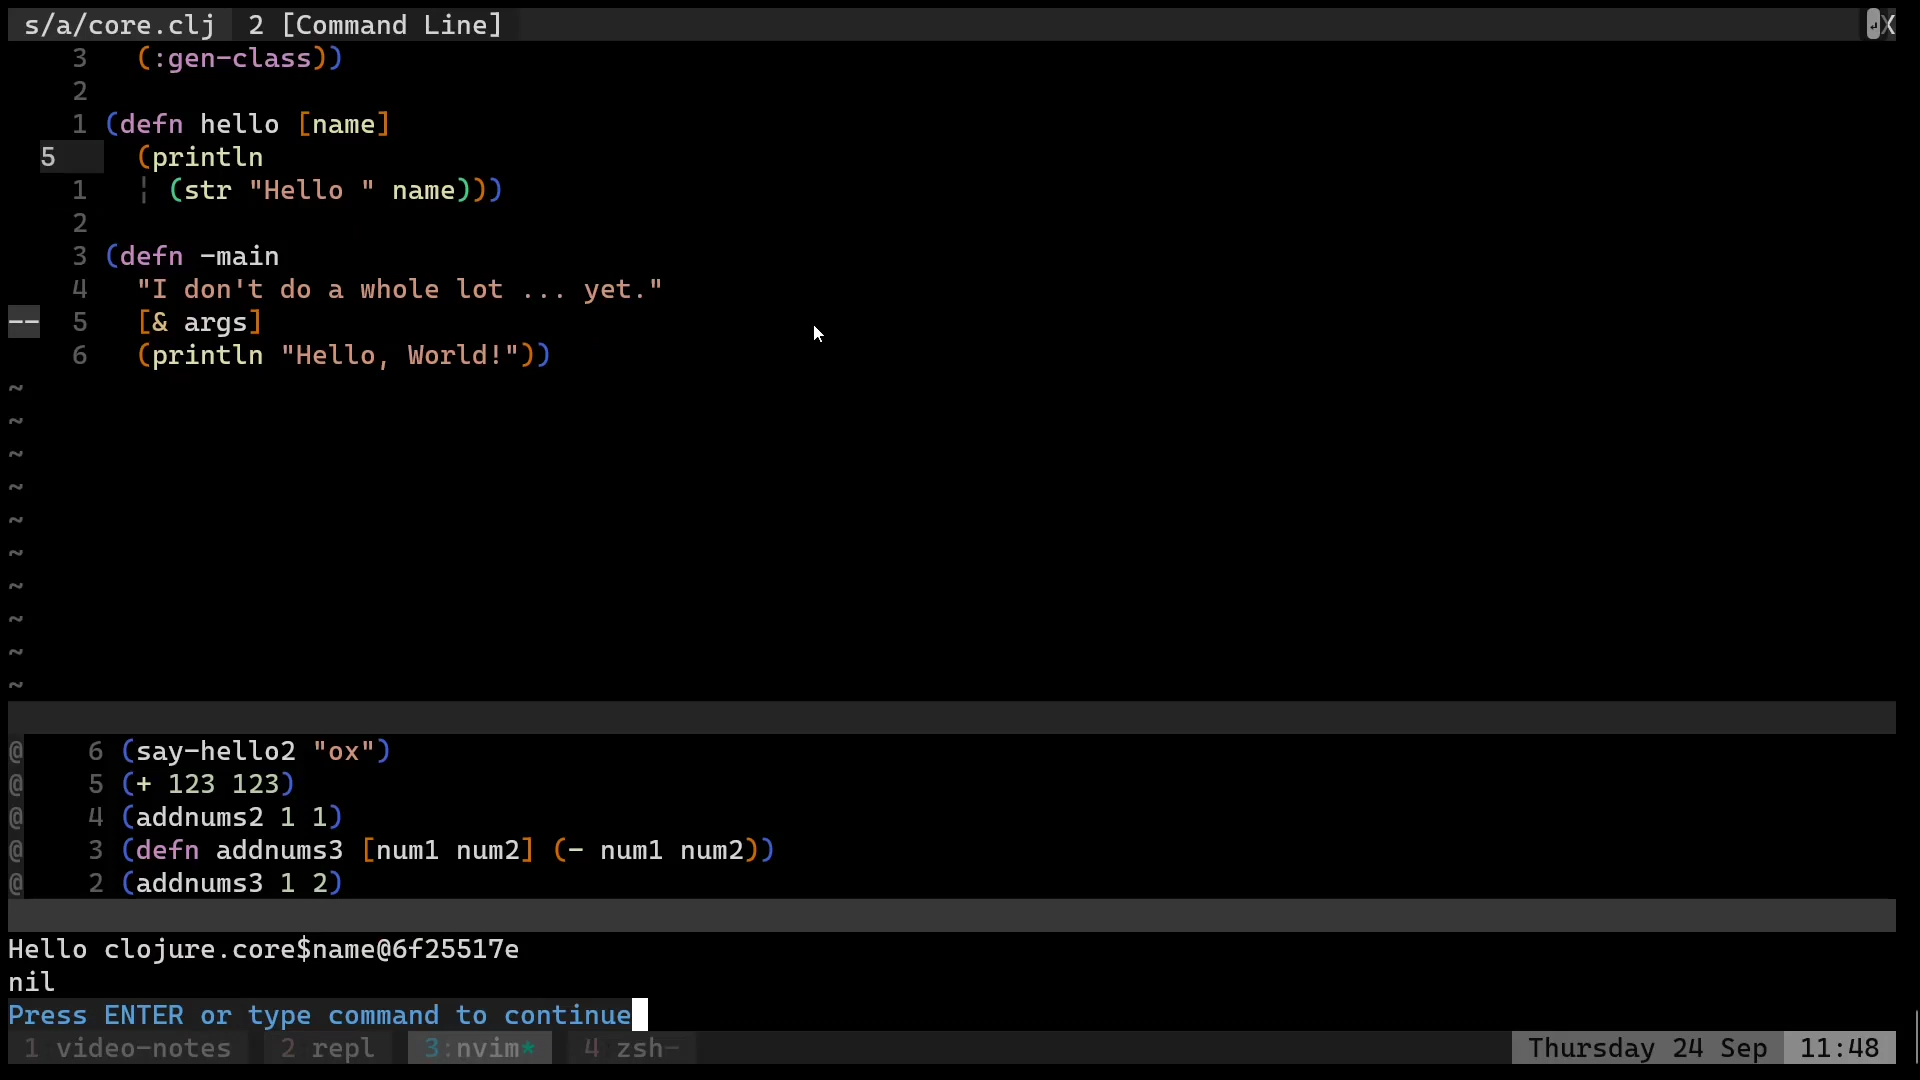 s/a/core.clj  2 [Command Line] X
3   (:gen-class))
2
1 (defn hello [name]
5   (println
1   ¦ (str "Hello " name)))
2
3 (defn -main
4   "I don't do a whole lot ... yet."
-- 5   [& args]
6   (println "Hello, World!"))
~
~
~
~
~
~
~
~
~
~
@ 6 (say-hello2 "ox")
@ 5 (+ 123 123)
@ 4 (addnums2 1 1)
@ 3 (defn addnums3 [num1 num2] (- num1 num2))
@ 2 (addnums3 1 2)
Hello clojure.core$name@6f25517e
nil
Press ENTER or type command to continue
1 video-notes  2 repl  3:nvim*  4 zsh-  Thursday 24 Sep  11:48